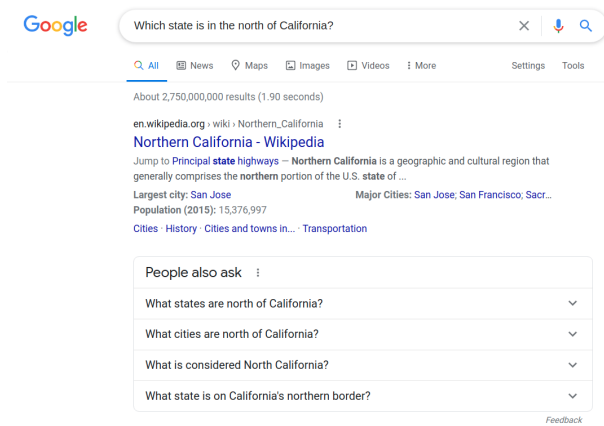 Google
Which state is in the north of California?
All News Maps Images Videos More Settings Tools
About 2,750,000,000 results (1.90 seconds)
en.wikipedia.org › wiki › Northern_California
Northern California - Wikipedia
Jump to Principal state highways — Northern California is a geographic and cultural region that
generally comprises the northern portion of the U.S. state of ...
Largest city: San Jose Major Cities: San Jose; San Francisco; Sacr...
Population (2015): 15,376,997
Cities · History · Cities and towns in... · Transportation
People also ask
What states are north of California?
What cities are north of California?
What is considered North California?
What state is on California's northern border?
Feedback